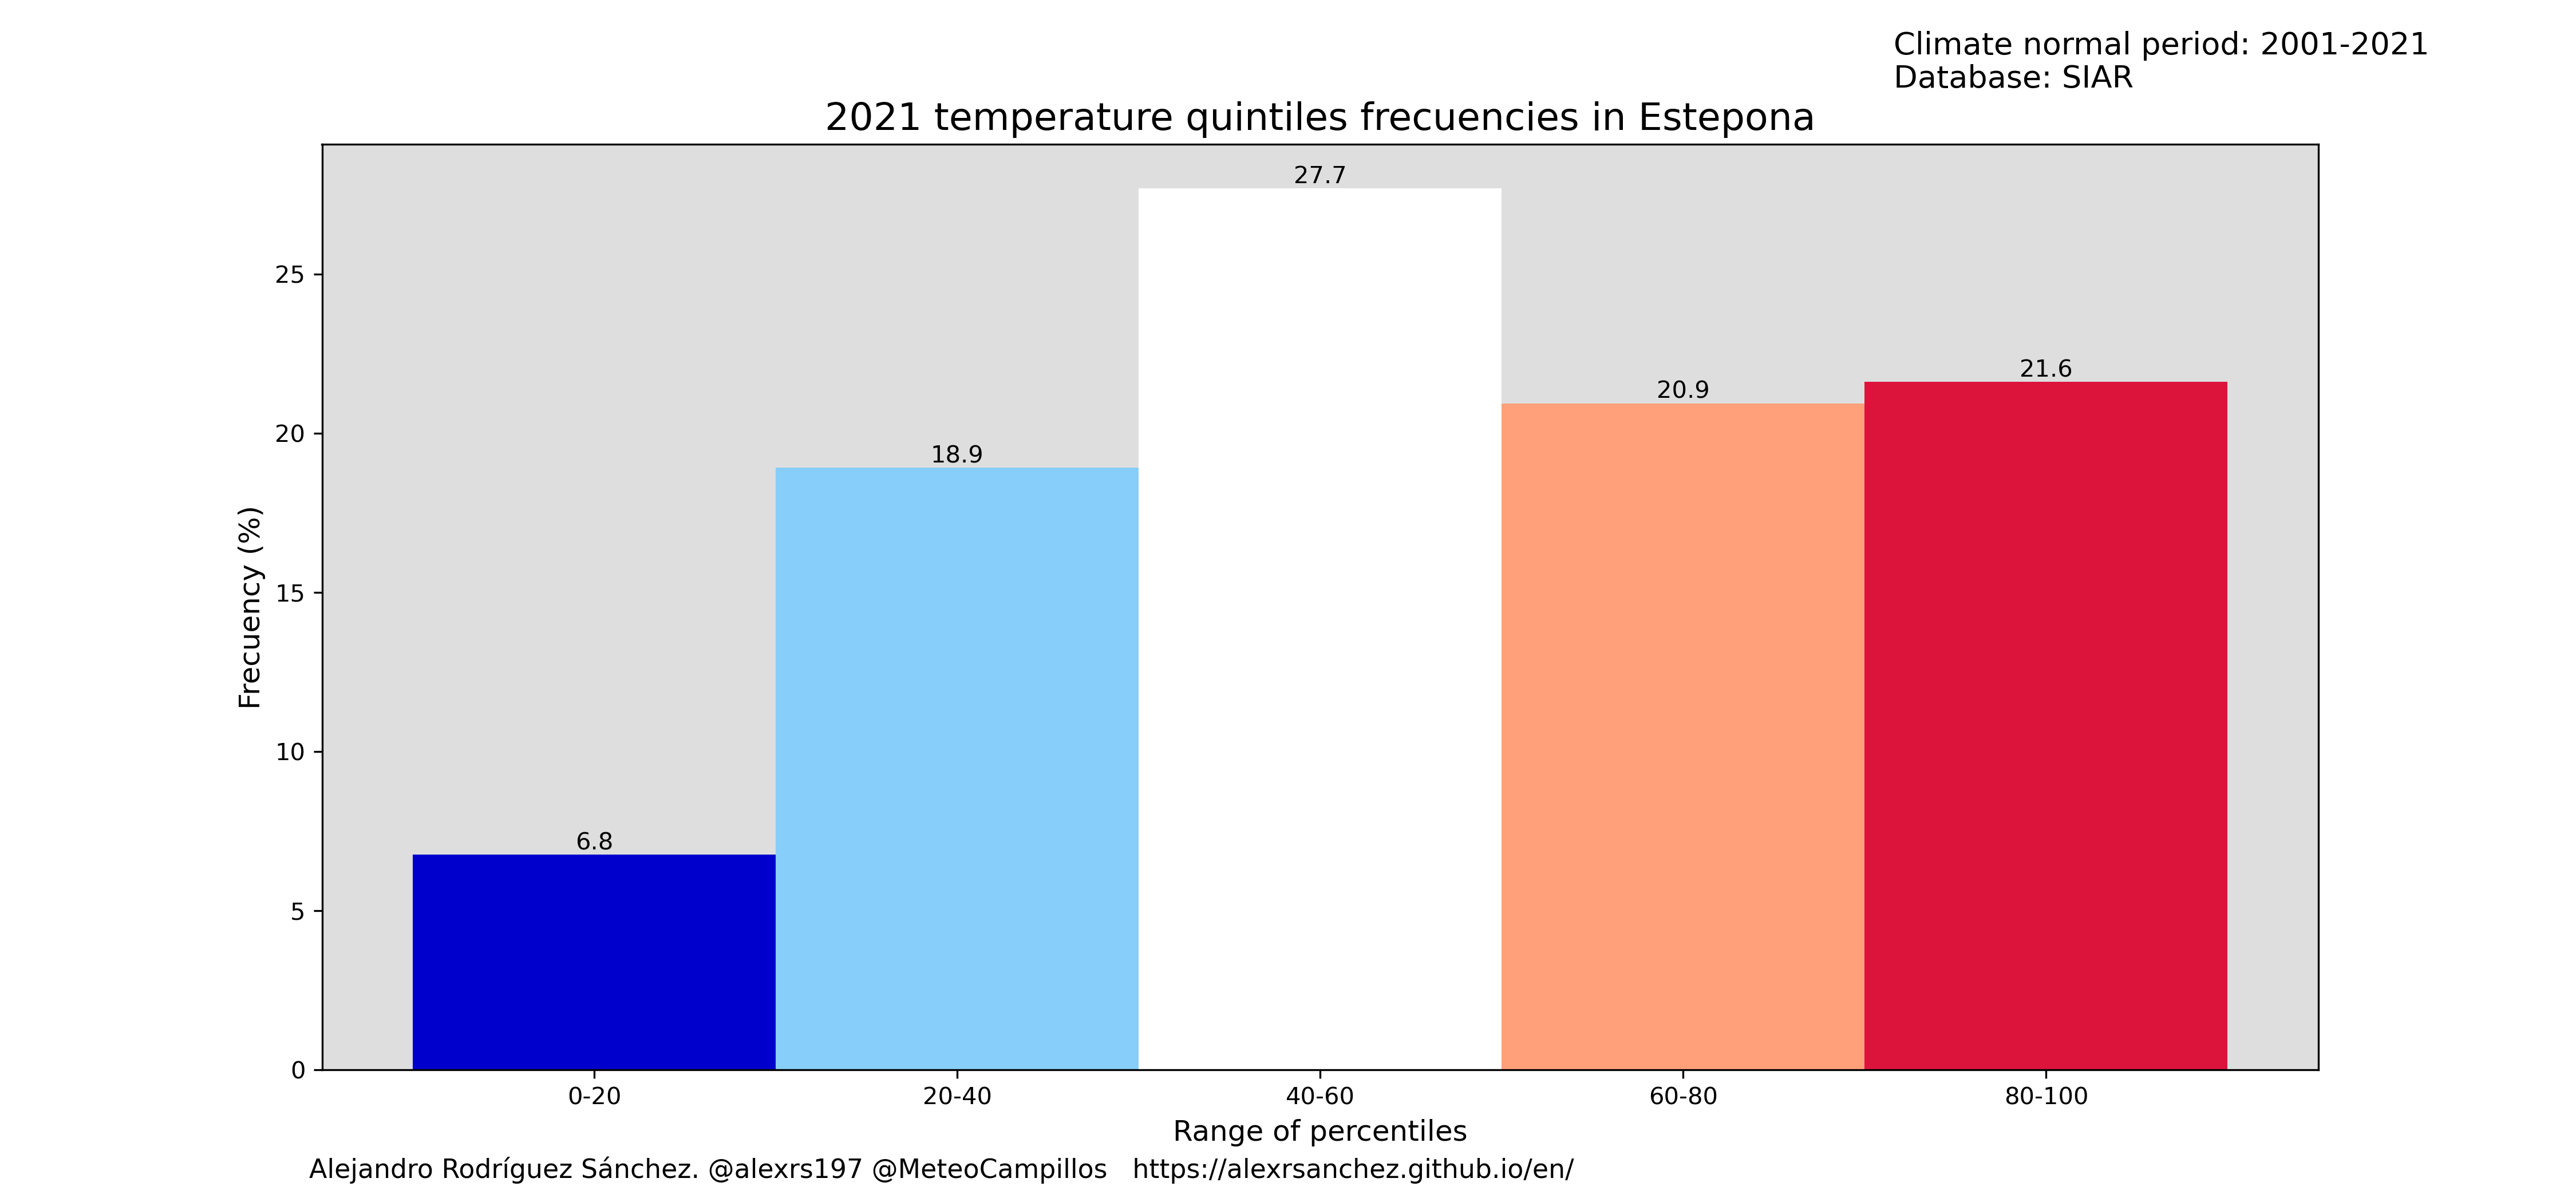 Climate normal period: 2001-2021
Database: SIAR
2021 temperature quintiles frecuencies in Estepona
27.7
25
21.6
20.9
20
18.9
Frecuency (%)
15
10
6.8
5
0
0-20 20-40 40-60 60-80 80-100
Range of percentiles
Alejandro Rodríguez Sánchez. @alexrs197 @MeteoCampillos https://alexrsanchez.github.io/en/